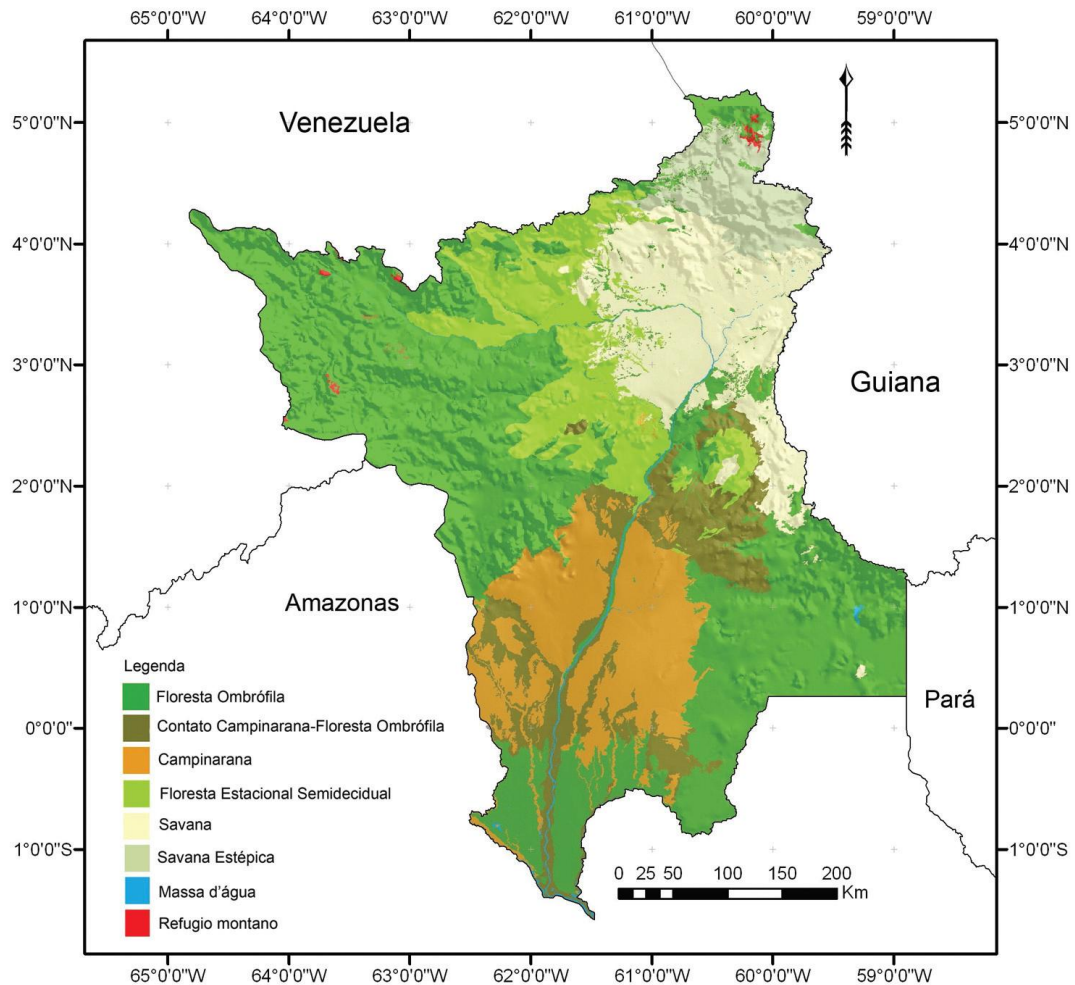 65°0'0"W 64°0'0"W 63°0'0"W 62°0'0"W 61°0'0"W 60°0'0"W 59°0'0"W
5°0'0"N 5°0'0"N
Venezuela
4°0'0"N 4°0'0"N
3°0'0"N 3°0'0"N
Guiana
2°0'0"N 2°0'0"N
1°0'0"N 1°0'0"N
Amazonas
Pará
0°0'0" 0°0'0"
1°0'0"S 1°0'0"S
Legenda
Floresta Ombrófila
Contato Campinarana-Floresta Ombrófila
Campinarana
Floresta Estacional Semidecidual
Savana
Savana Estépica
Massa d'água
Refugio montano
0 25 50 100 150 200
Km
65°0'0"W 64°0'0"W 63°0'0"W 62°0'0"W 61°0'0"W 60°0'0"W 59°0'0"W